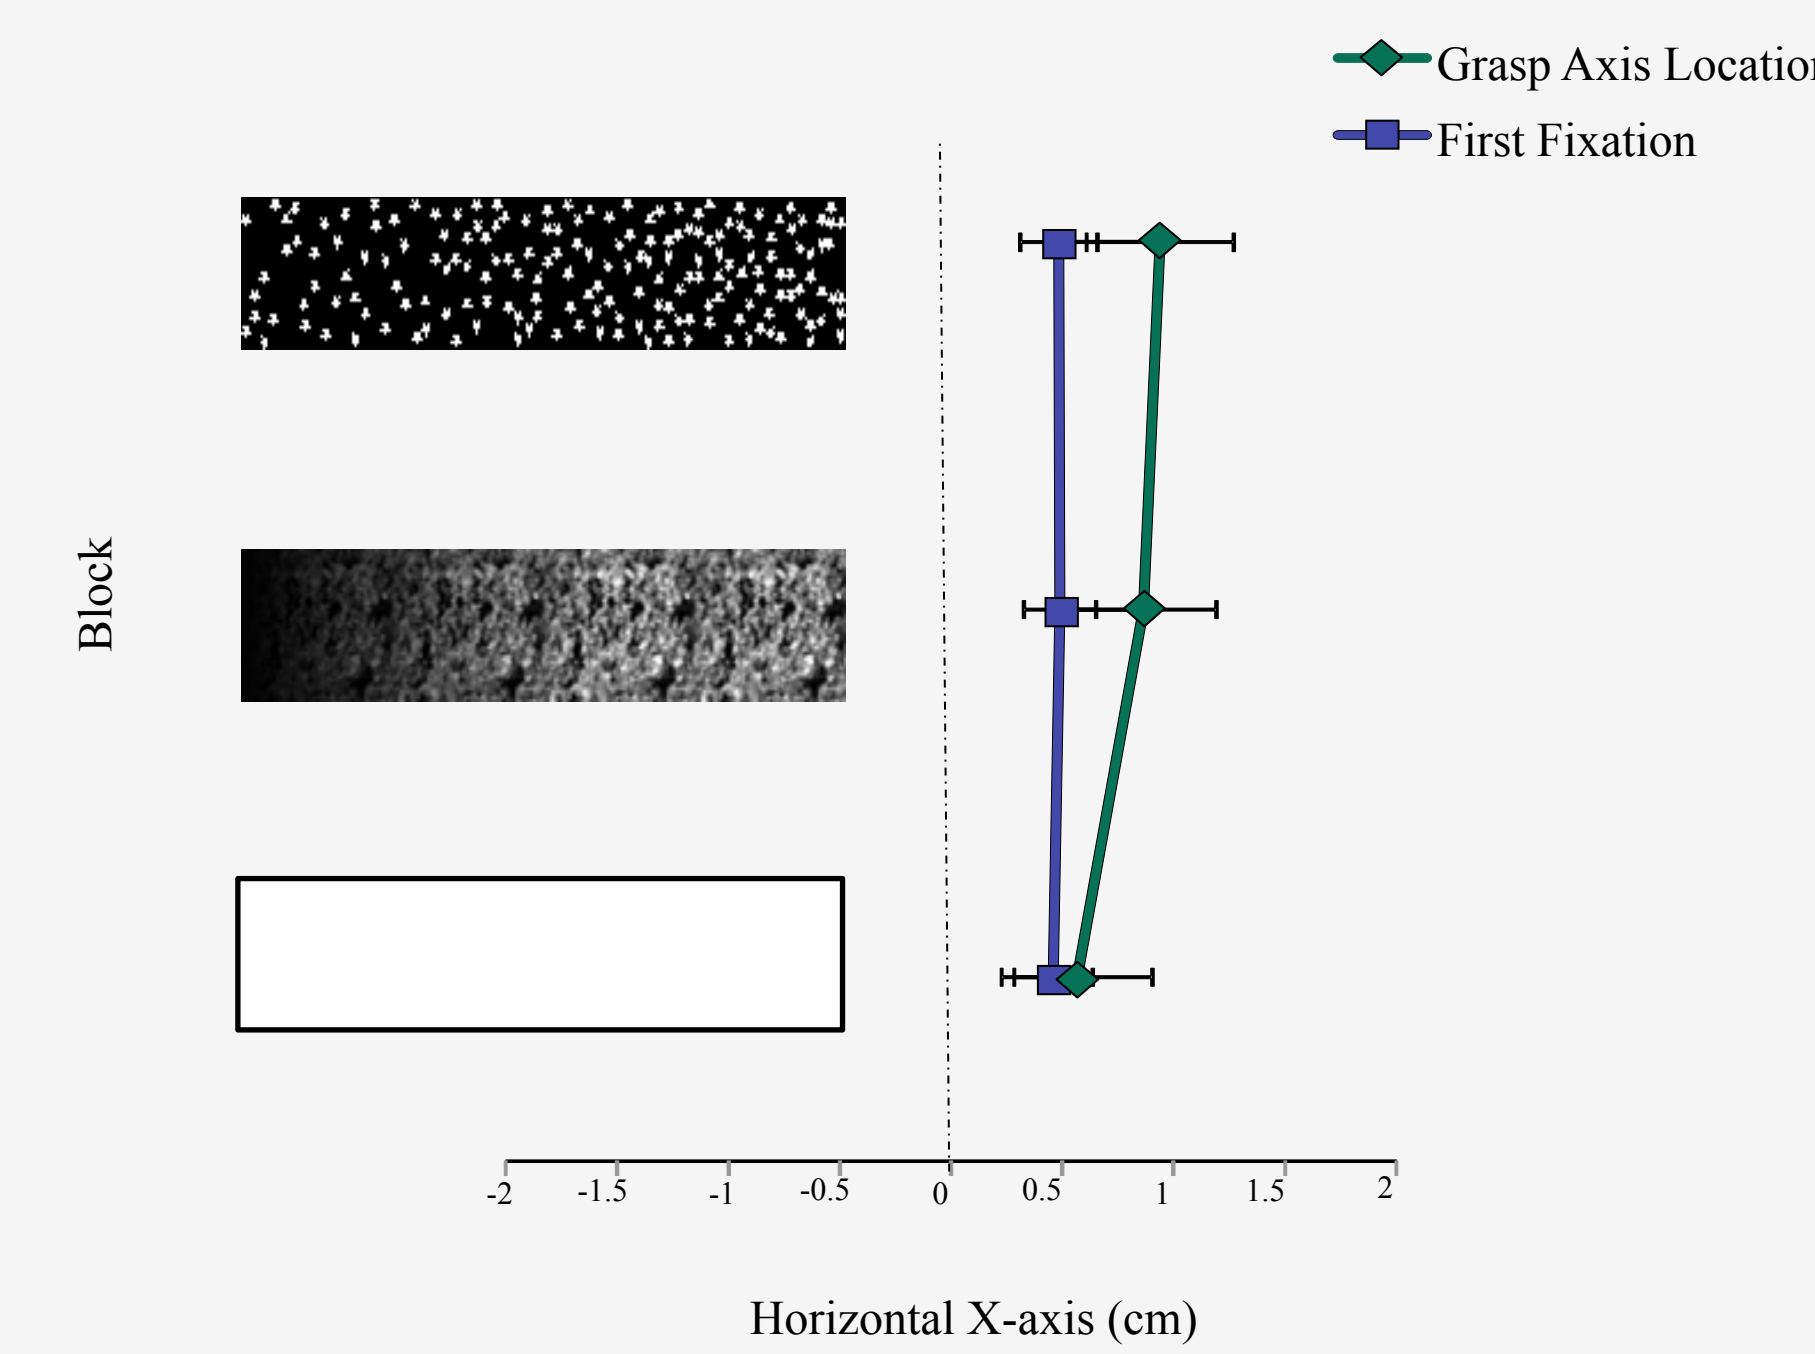 Grasp Axis Location
First Fixation
Block
-2 -1.5 -1 -0.5 0 0.5 1 1.5 2
Horizontal X-axis (cm)